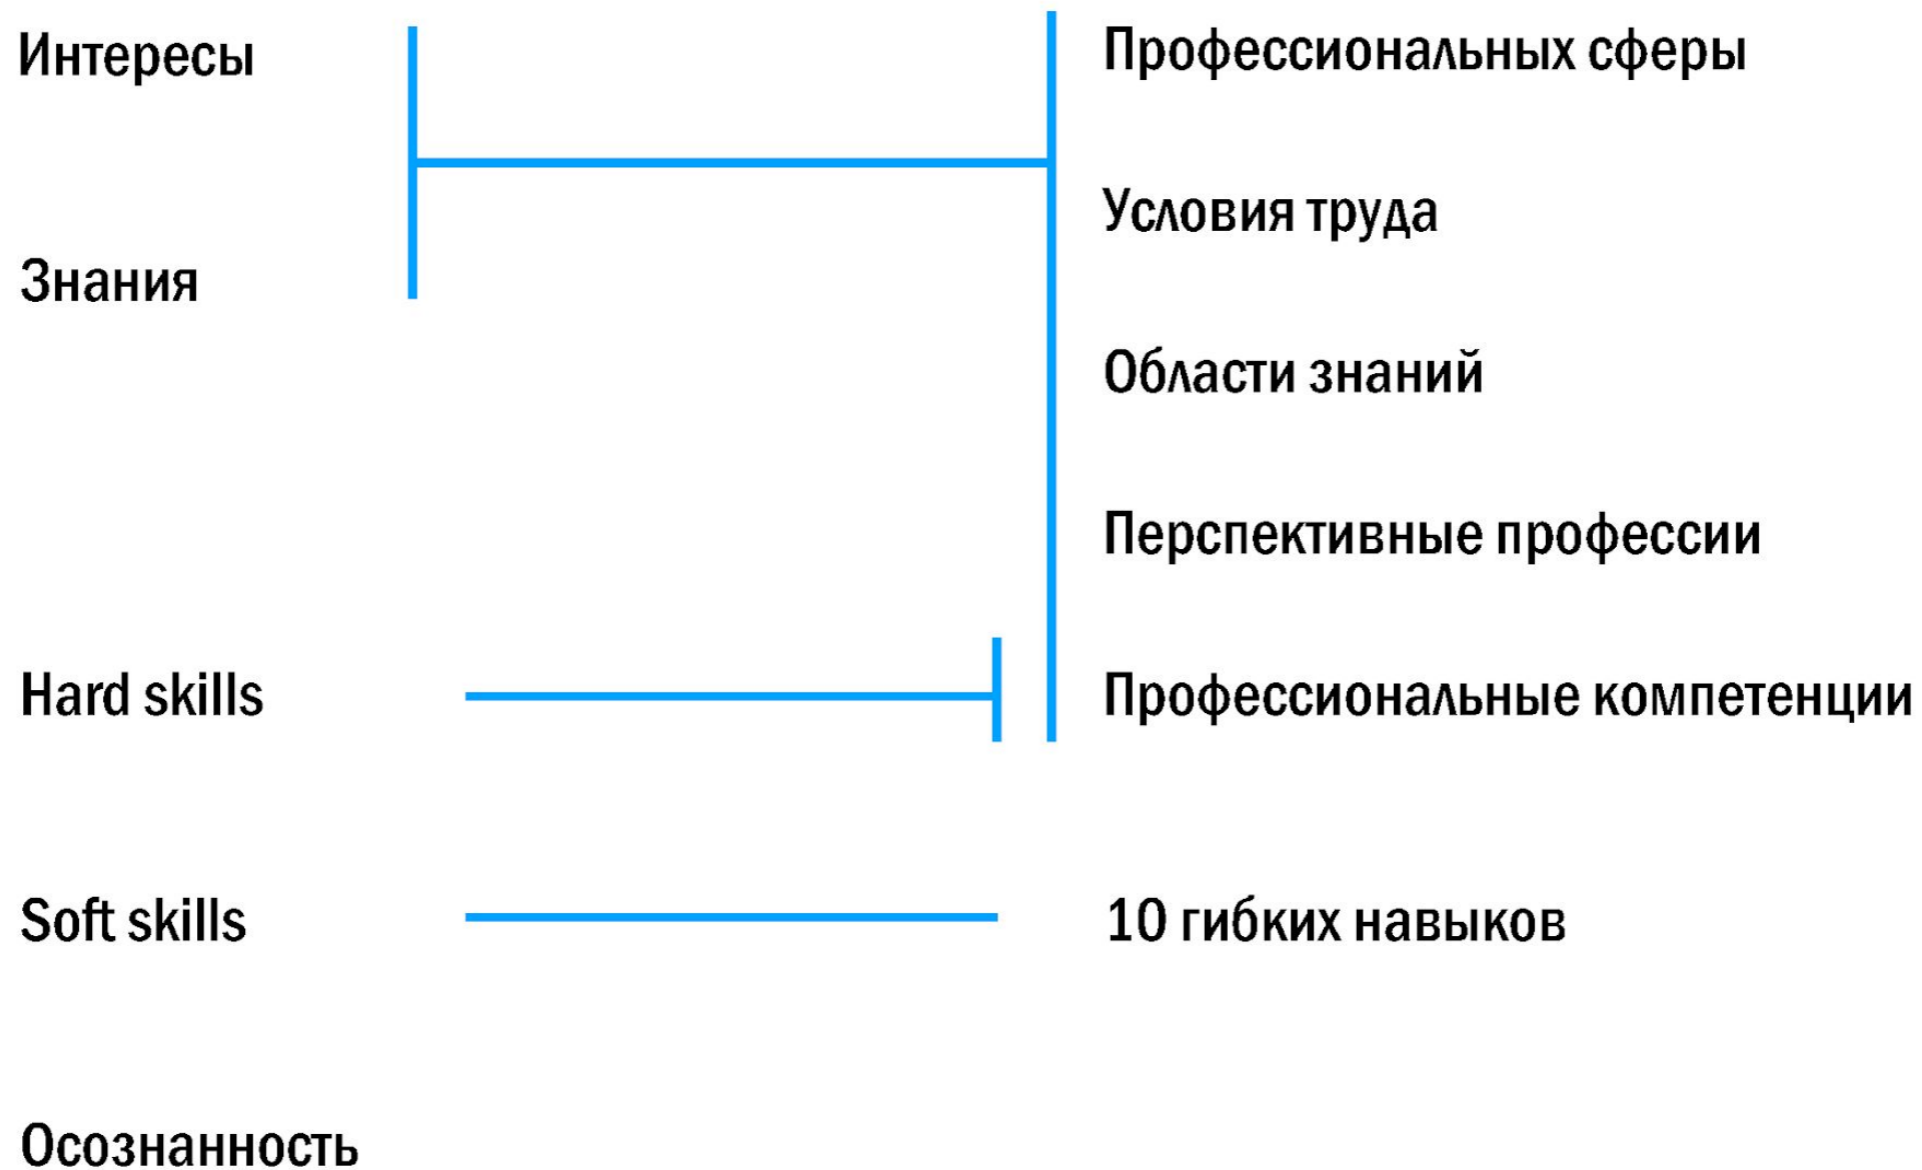 Интересы
Профессиональных сферы
Условия труда
Знания
Области знаний
Перспективные профессии
Hard skills
Профессиональные компетенции
Soft skills
10 гибких навыков
Осознанность